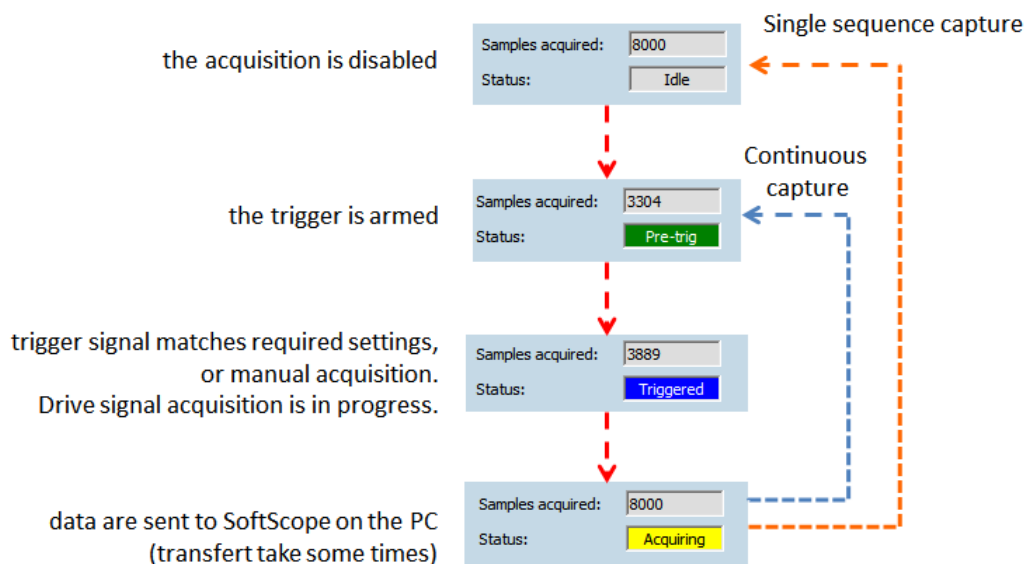 Single sequence capture
the acquisition is disabled
Samples acquired: 8000
Status: Idle
Continuous
capture
the trigger is armed
Samples acquired: 3304
Status: Pre-trig
trigger signal matches required settings,
or manual acquisition.
Drive signal acquisition is in progress.
Samples acquired: 3889
Status: Triggered
data are sent to SoftScope on the PC
(transfert take some times)
Samples acquired: 8000
Status: Acquiring